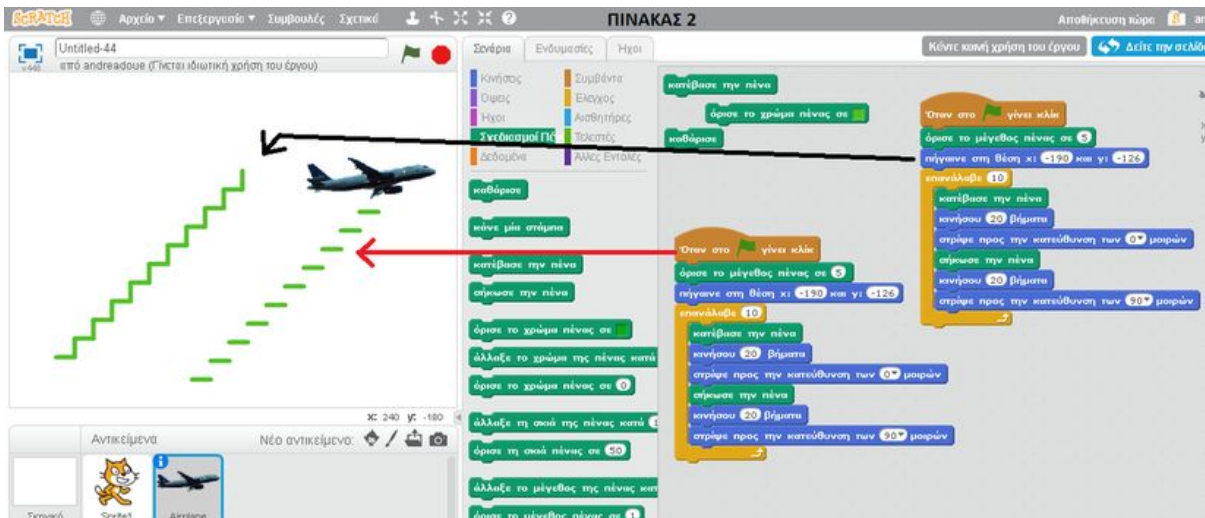 SCRATCH Αρχείο Επεξεργασία Συμβουλές Σχετικά ΠΙΝΑΚΑΣ 2 Αποθήκευση τώρα
Untitled-44
από andreadoue (Γίνεται ιδιωτική χρήση του έργου)
v446
Σενάρια Ενδυμασίες Ήχοι
Κάντε κοινή χρήση του έργου Δείτε την σελίδ
Κίνησης Συμβάντα
Όψεις Έλεγχος
Ήχοι Αισθητήρες
Σχεδιασμοί Πέ Τελεστές
Δεδομένα Άλλες Εντολές
καθάρισε
κάνε μία στάμπα
κατέβασε την πένα
σήκωσε την πένα
όρισε το χρώμα πένας σε
άλλαξε το χρώμα της πένας κατά
όρισε το χρώμα πένας σε 0
άλλαξε τη σκιά της πένας κατά
όρισε τη σκιά πένας σε 50
άλλαξε το μέγεθος της πένας κατ
όρισε το μέγεθος πένας σε 1
κατέβασε την πένα
όρισε το χρώμα πένας σε
καθάρισε
Όταν στο γίνει κλικ
όρισε το μέγεθος πένας σε 5
πήγαινε στη θέση x: -190 και y: -126
επανάλαβε 10
κατέβασε την πένα
κινήσου 20 βήματα
στρίψε προς την κατεύθυνση των 0 μοιρών
σήκωσε την πένα
κινήσου 20 βήματα
στρίψε προς την κατεύθυνση των 90 μοιρών
Όταν στο γίνει κλικ
όρισε το μέγεθος πένας σε 5
πήγαινε στη θέση x: -190 και y: -126
επανάλαβε 10
κατέβασε την πένα
κινήσου 20 βήματα
στρίψε προς την κατεύθυνση των 0 μοιρών
σήκωσε την πένα
κινήσου 20 βήματα
στρίψε προς την κατεύθυνση των 90 μοιρών
x: 240 y: -180
Αντικείμενα Νέο αντικείμενο:
Σκηνικό Sprite1 Airplane